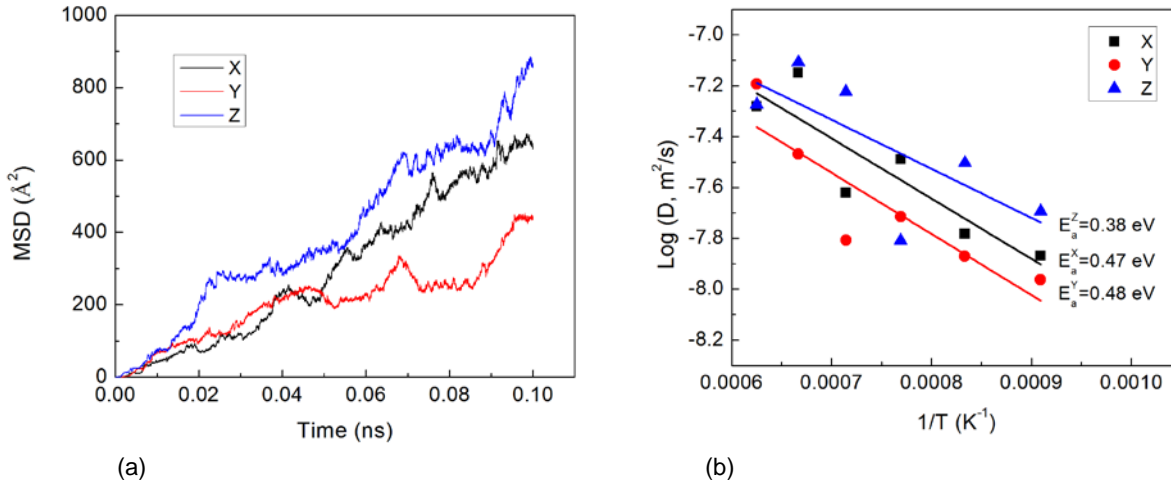 1000
800
600
400
200
0
MSD (Å²)
X
Y
Z
0.00 0.02 0.04 0.06 0.08 0.10
Time (ns)
(a)
-7.0
-7.2
-7.4
-7.6
-7.8
-8.0
-8.2
Log (D, m²/s)
X
Y
Z
E_a^Z=0.38 eV
E_a^X=0.47 eV
E_a^Y=0.48 eV
0.0006 0.0007 0.0008 0.0009 0.0010
1/T (K⁻¹)
(b)